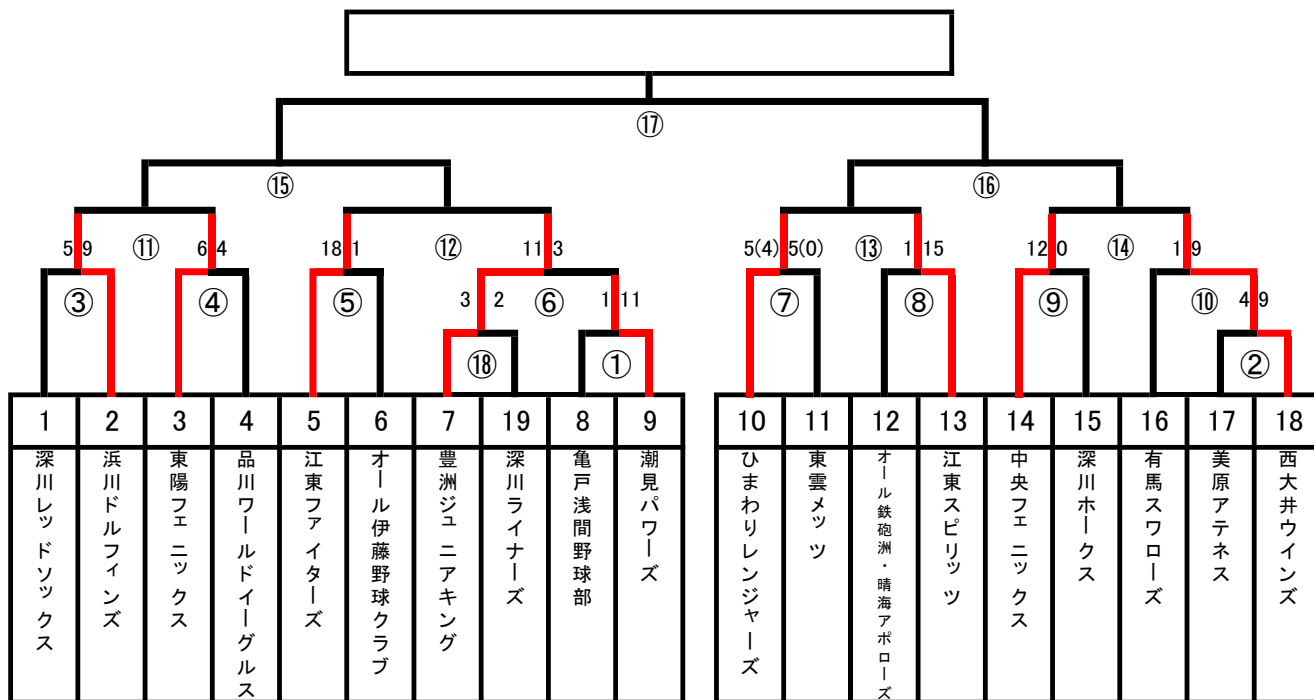 ⑰
⑮ ⑯
5 9 ⑪ 6 4 18 1 ⑫ 11 3 5(4) 5(0) ⑬ 1 15 12 0 ⑭ 1 9
③ ④ ⑤ 3 2 ⑥ 1 11 ⑦ ⑧ ⑨ ⑩ 4 9
⑱ ① ②
1 2 3 4 5 6 7 19 8 9 10 11 12 13 14 15 16 17 18
深川レッドソックス
浜川ドルフィンズ
東陽フェニックス
品川ワールドイーグルス
江東ファイターズ
オール伊藤野球クラブ
豊洲ジュニアキング
深川ライナーズ
亀戸浅間野球部
潮見パワーズ
ひまわりレンジャーズ
東雲メッツ
オール鉄砲洲・晴海アポローズ
江東スピリッツ
中央フェニックス
深川ホークス
有馬スワローズ
美原アテネス
西大井ウインズ